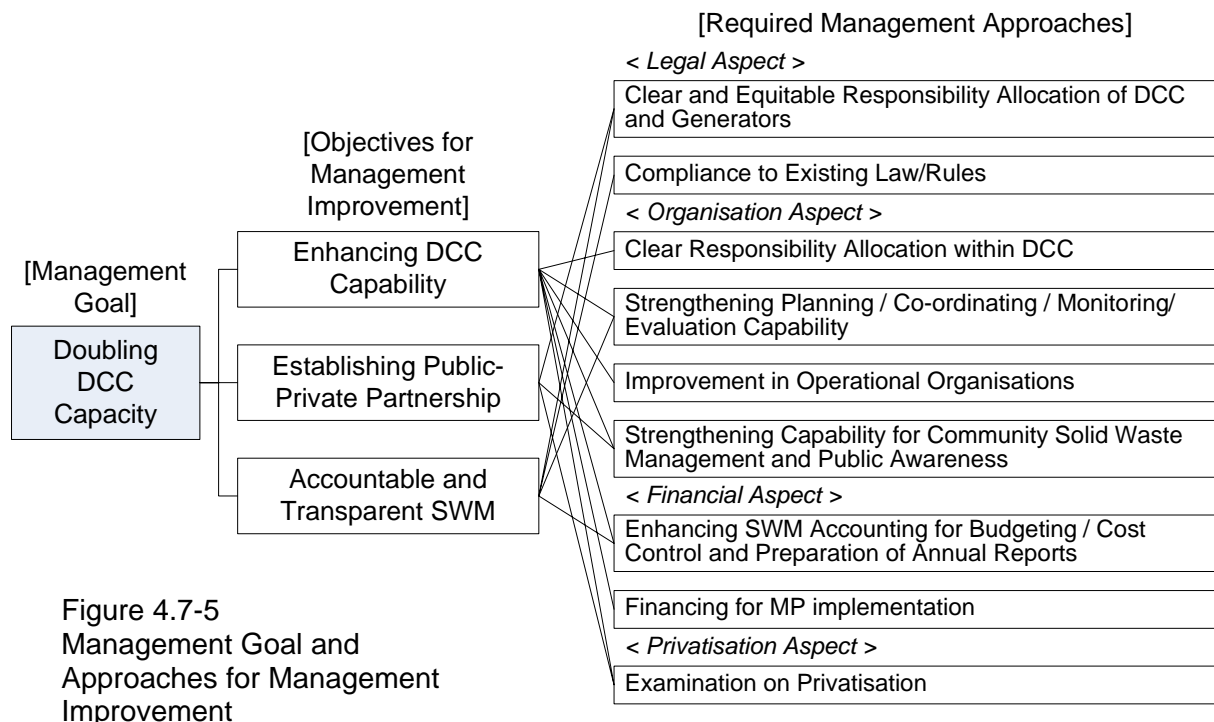 [Required Management Approaches]
< Legal Aspect >
Clear and Equitable Responsibility Allocation of DCC
and Generators
Compliance to Existing Law/Rules
< Organisation Aspect >
Clear Responsibility Allocation within DCC
Strengthening Planning / Co-ordinating / Monitoring/
Evaluation Capability
Improvement in Operational Organisations
Strengthening Capability for Community Solid Waste
Management and Public Awareness
< Financial Aspect >
Enhancing SWM Accounting for Budgeting / Cost
Control and Preparation of Annual Reports
Financing for MP implementation
< Privatisation Aspect >
Examination on Privatisation
[Objectives for
Management
Improvement]
Enhancing DCC
Capability
Establishing Public-
Private Partnership
Accountable and
Transparent SWM
[Management
Goal]
Doubling
DCC
Capacity
Figure 4.7-5
Management Goal and
Approaches for Management
Improvement